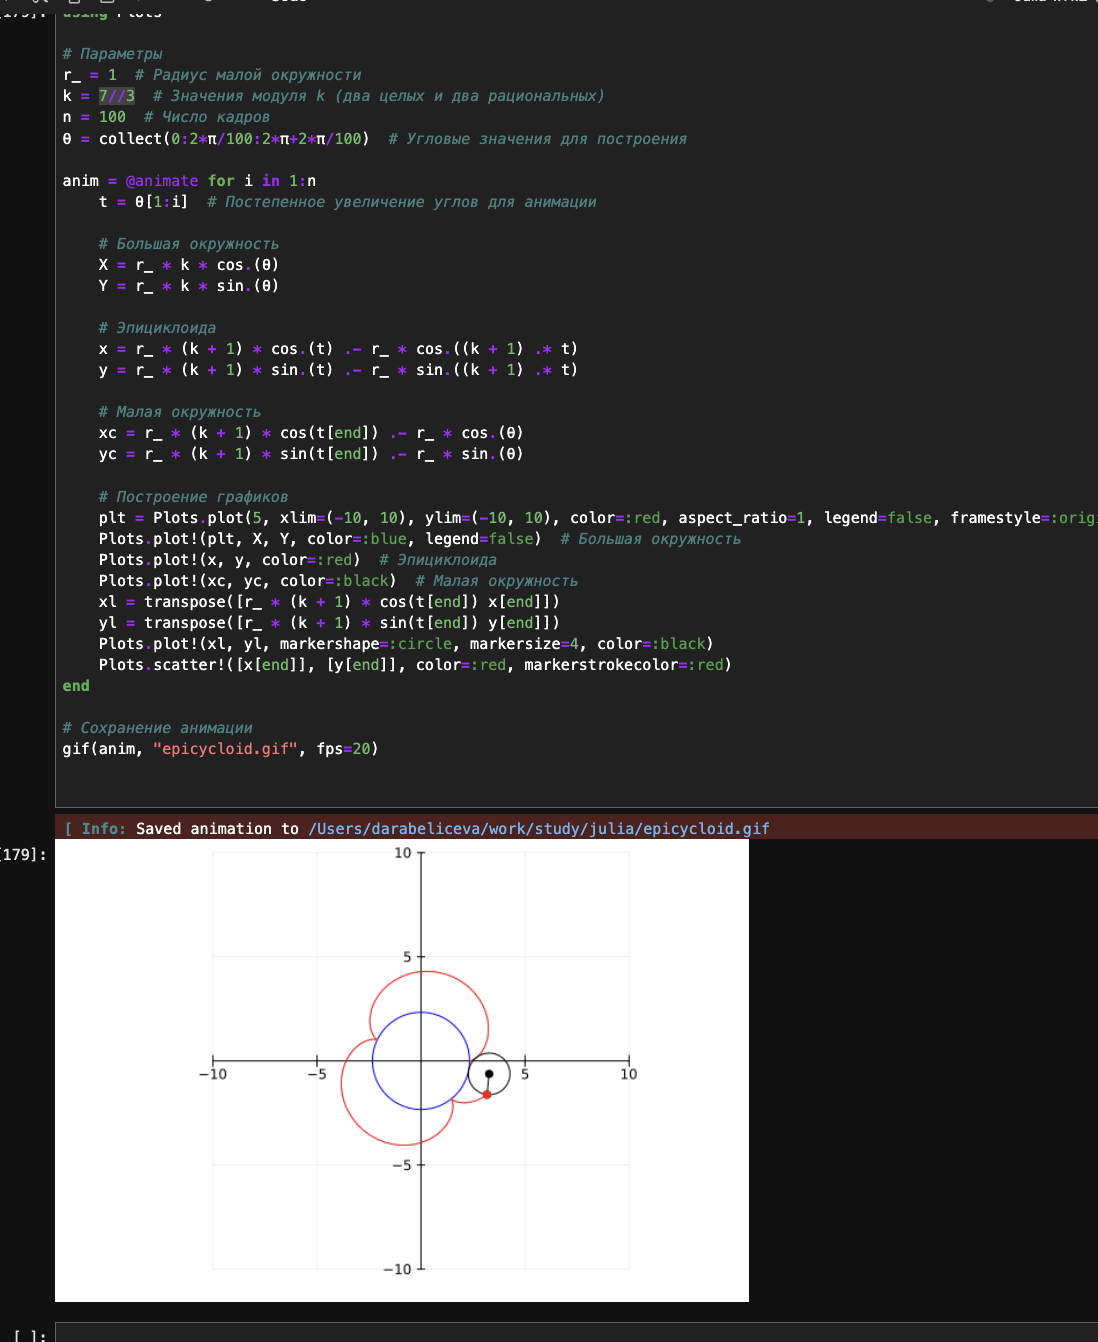 using Plots
# Параметры
r_ = 1  # Радиус малой окружности
k = 7//3  # Значения модуля k (два целых и два рациональных)
n = 100  # Число кадров
θ = collect(0:2*π/100:2*π+2*π/100)  # Угловые значения для построения
anim = @animate for i in 1:n
    t = θ[1:i]  # Постепенное увеличение углов для анимации
    # Большая окружность
    X = r_ * k * cos.(θ)
    Y = r_ * k * sin.(θ)
    # Эпициклоида
    x = r_ * (k + 1) * cos.(t) .- r_ * cos.((k + 1) .* t)
    y = r_ * (k + 1) * sin.(t) .- r_ * sin.((k + 1) .* t)
    # Малая окружность
    xc = r_ * (k + 1) * cos(t[end]) .- r_ * cos.(θ)
    yc = r_ * (k + 1) * sin(t[end]) .- r_ * sin.(θ)
    # Построение графиков
    plt = Plots.plot(5, xlim=(-10, 10), ylim=(-10, 10), color=:red, aspect_ratio=1, legend=false, framestyle=:orig
    Plots.plot!(plt, X, Y, color=:blue, legend=false)  # Большая окружность
    Plots.plot!(x, y, color=:red)  # Эпициклоида
    Plots.plot!(xc, yc, color=:black)  # Малая окружность
    xl = transpose([r_ * (k + 1) * cos(t[end]) x[end]])
    yl = transpose([r_ * (k + 1) * sin(t[end]) y[end]])
    Plots.plot!(xl, yl, markershape=:circle, markersize=4, color=:black)
    Plots.scatter!([x[end]], [y[end]], color=:red, markerstrokecolor=:red)
end
# Сохранение анимации
gif(anim, "epicycloid.gif", fps=20)
[ Info: Saved animation to /Users/darabeliceva/work/study/julia/epicycloid.gif
[179]:
10
5
−10 −5 5 10
−5
−10
[ ]: